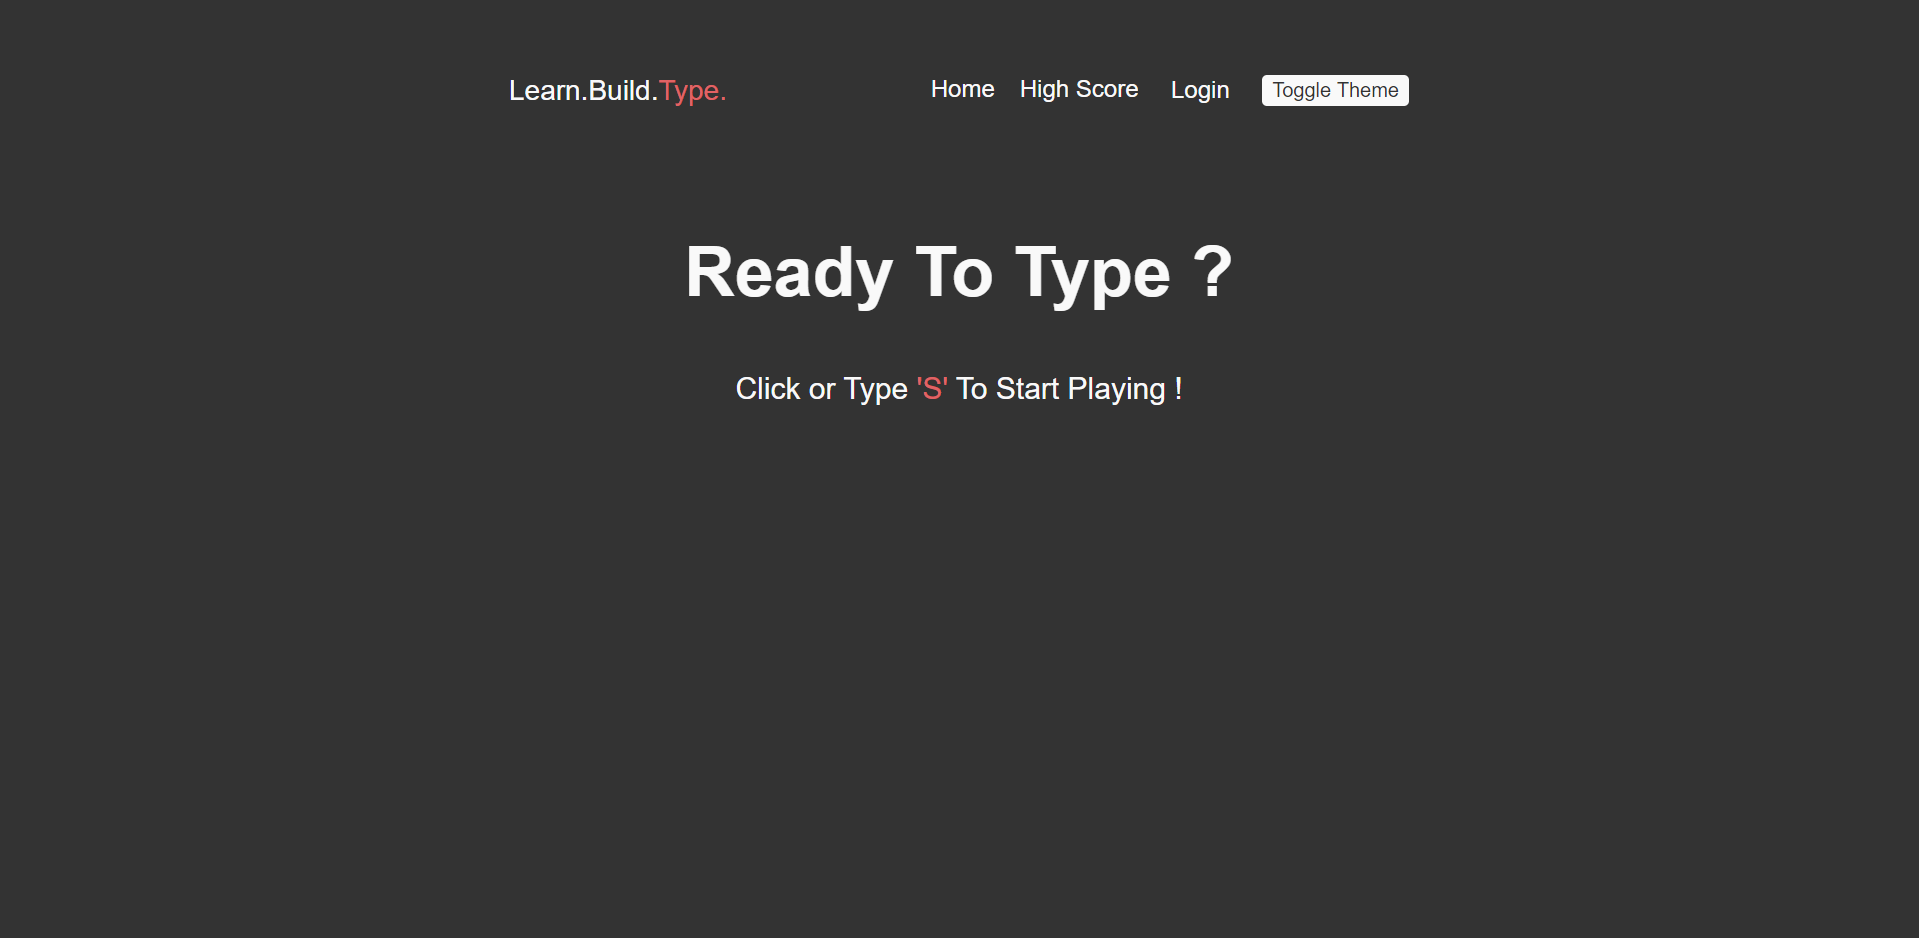 Learn.Build.Type. Home High Score Login Toggle Theme
Ready To Type ?
Click or Type 'S' To Start Playing !